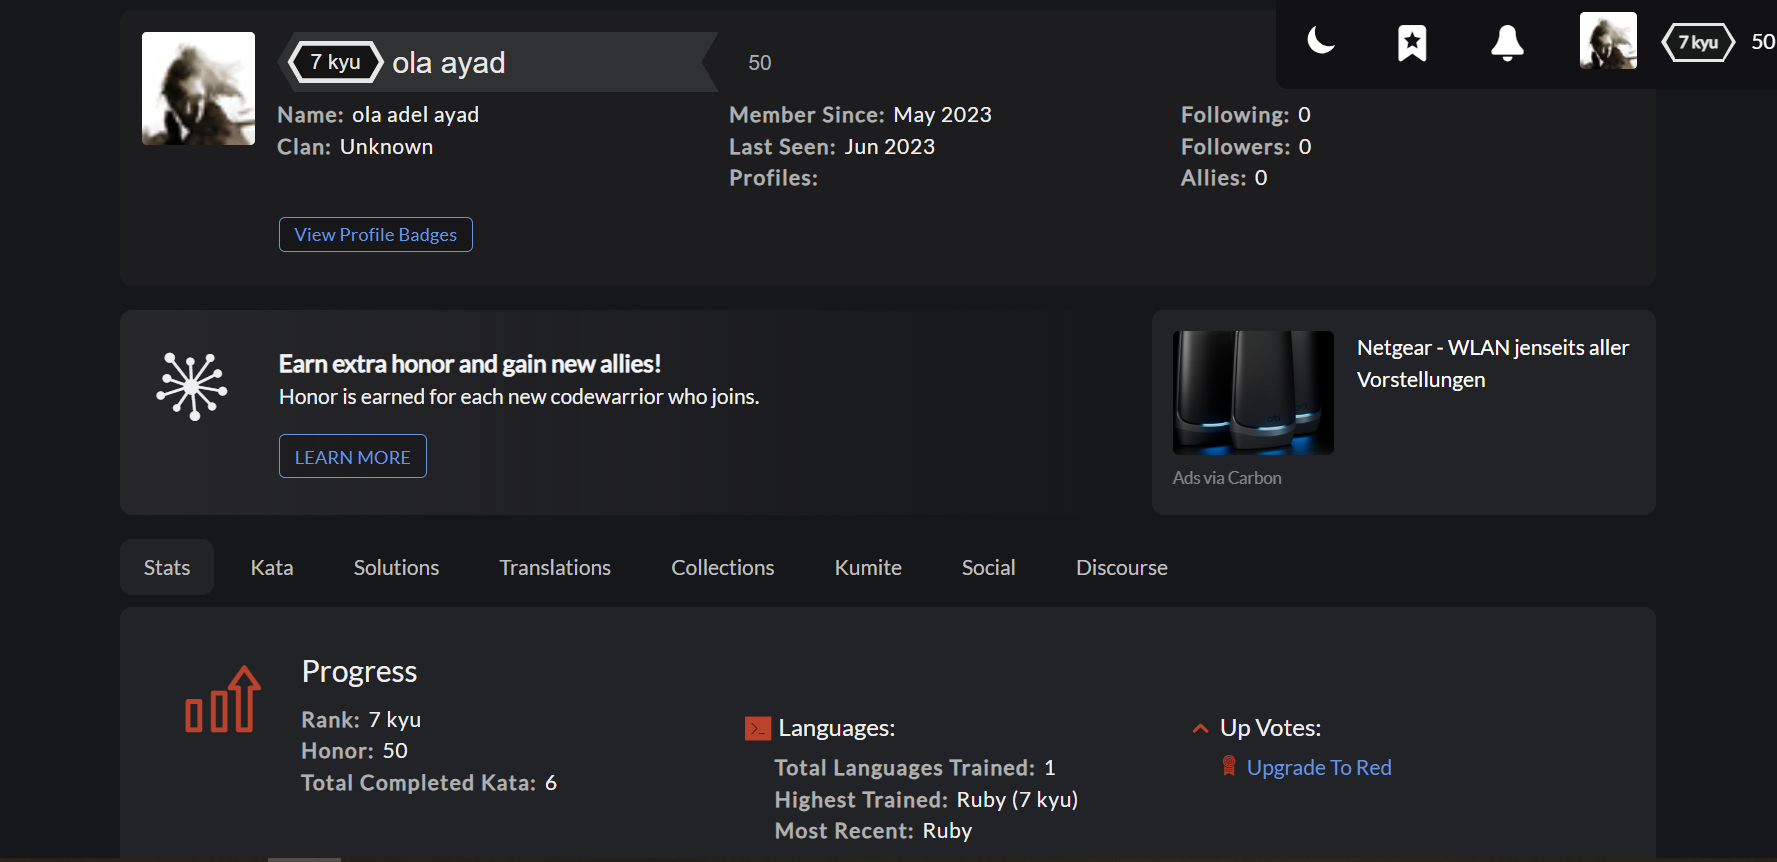 7 kyu ola ayad 50
7 kyu 50
Name: ola adel ayad
Clan: Unknown
Member Since: May 2023
Last Seen: Jun 2023
Profiles:
Following: 0
Followers: 0
Allies: 0
View Profile Badges
Earn extra honor and gain new allies!
Honor is earned for each new codewarrior who joins.
LEARN MORE
Netgear - WLAN jenseits aller
Vorstellungen
Ads via Carbon
Stats Kata Solutions Translations Collections Kumite Social Discourse
Progress
Rank: 7 kyu
Honor: 50
Total Completed Kata: 6
Languages:
Total Languages Trained: 1
Highest Trained: Ruby (7 kyu)
Most Recent: Ruby
Up Votes:
Upgrade To Red